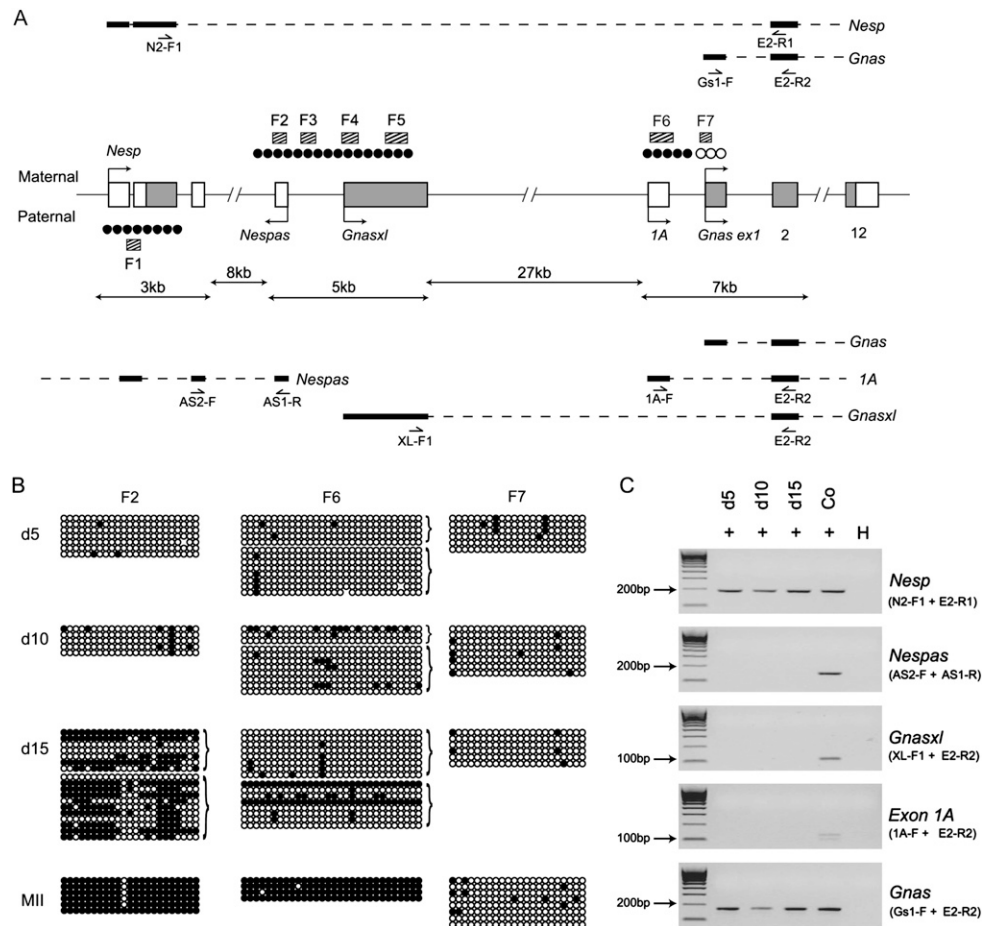 A
Nesp
N2-F1
E2-R1
Gnas
Gs1-F
E2-R2
F2 F3 F4 F5 F6 F7
Nesp
Maternal
Paternal
Nespas
Gnasxl
1A
Gnas ex1
2
12
F1
3kb
8kb
5kb
27kb
7kb
Gnas
Nespas
1A
AS2-F
AS1-R
1A-F
E2-R2
Gnasxl
XL-F1
E2-R2
B
F2 F6 F7
d5
d10
d15
MII
C
d5 d10 d15 Co
+ + + + H
200bp
Nesp
(N2-F1 + E2-R1)
200bp
Nespas
(AS2-F + AS1-R)
100bp
Gnasxl
(XL-F1 + E2-R2)
100bp
Exon 1A
(1A-F + E2-R2)
200bp
Gnas
(Gs1-F + E2-R2)